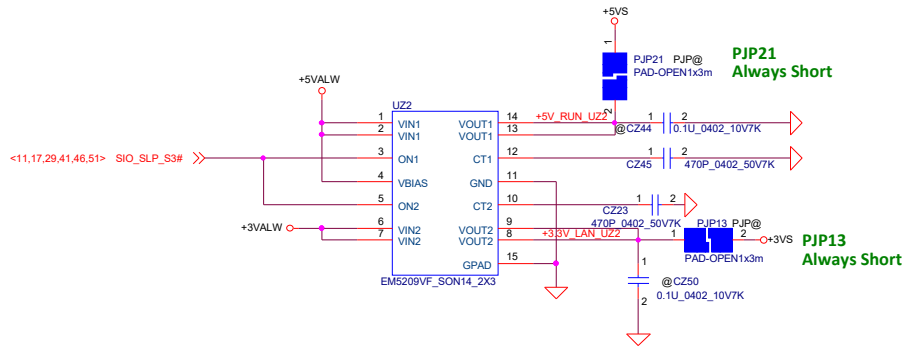 +5VS
1
PJP21 PJP@
PAD-OPEN1x3m
PJP21
Always Short
2
+5VALW
UZ2
1 VIN1 VOUT1 14 +5V_RUN_UZ2
2 VIN1 VOUT1 13
@CZ44 1 2 0.1U_0402_10V7K
<11,17,29,41,46,51> SIO_SLP_S3#
3 ON1 CT1 12
CZ45 1 2 470P_0402_50V7K
4 VBIAS GND 11
5 ON2 CT2 10
CZ23 1 2
470P_0402_50V7K
+3VALW
6 VIN2 VOUT2 9
7 VIN2 VOUT2 8 +3.3V_LAN_UZ2
PJP13 PJP@
1 2 +3VS
PAD-OPEN1x3m
PJP13
Always Short
GPAD 15
EM5209VF_SON14_2X3
1
@CZ50
0.1U_0402_10V7K
2